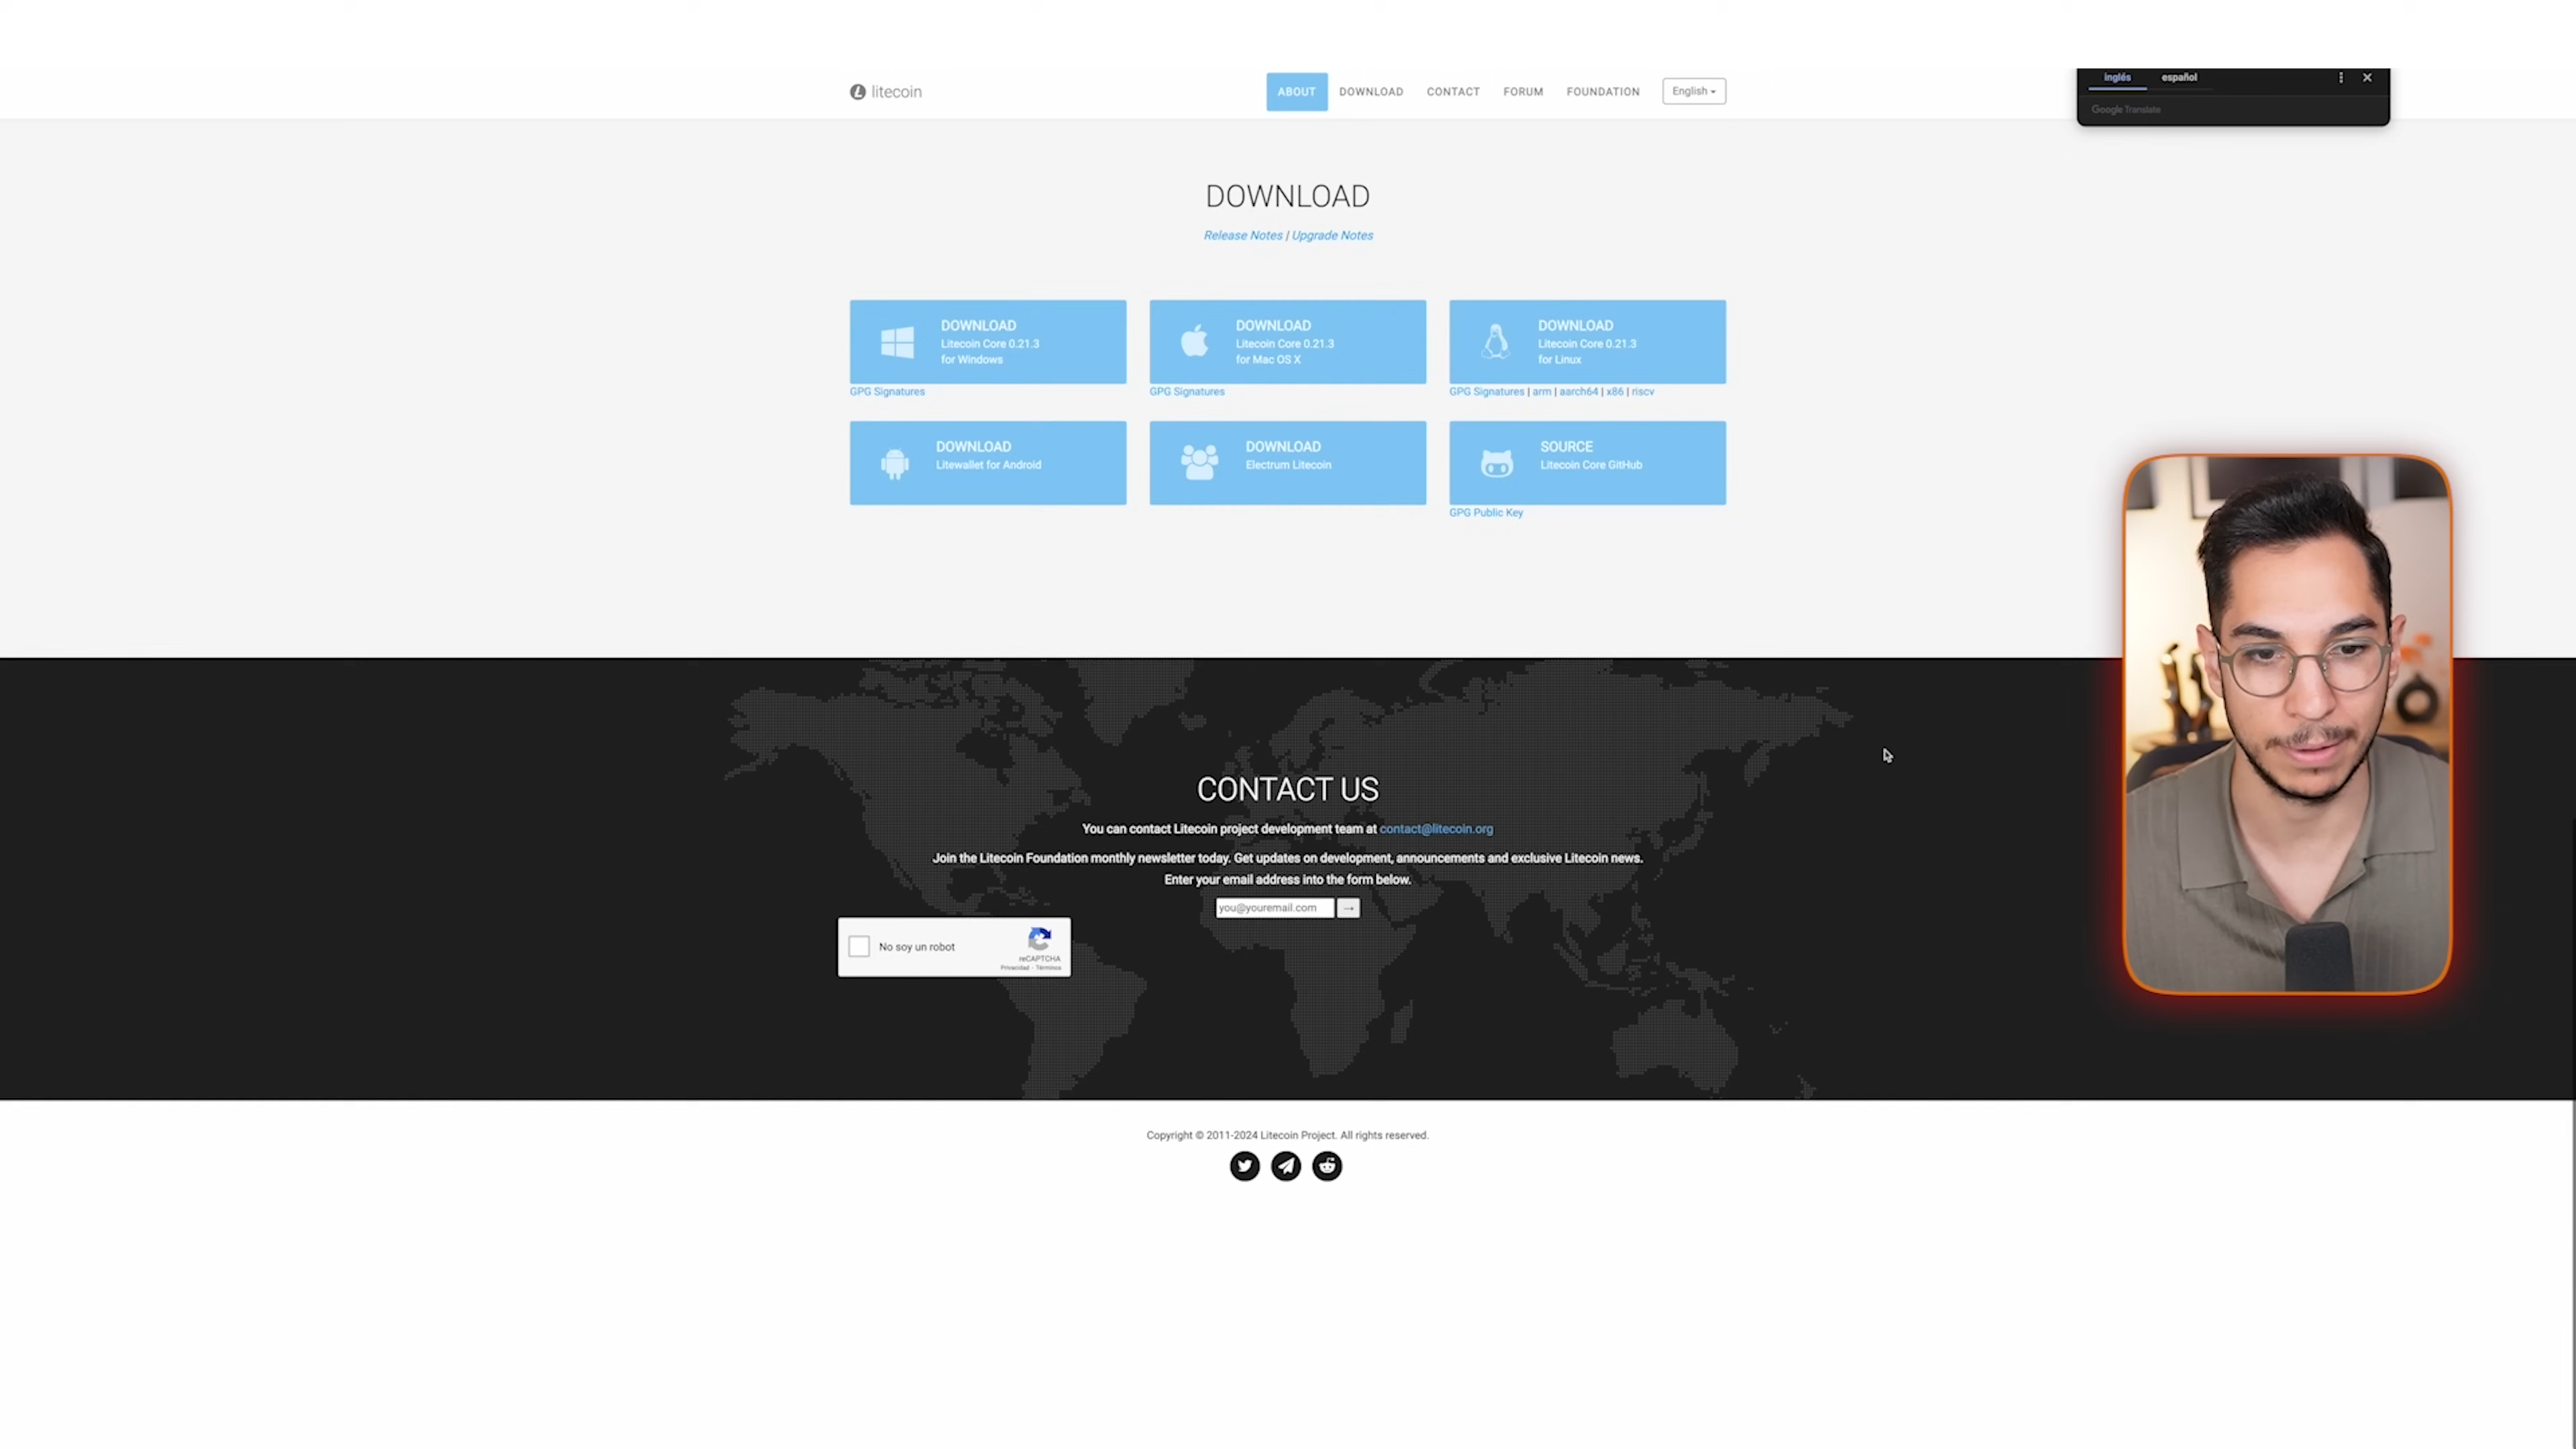 litecoin
ABOUT DOWNLOAD CONTACT FORUM FOUNDATION English
inglés español
Google Translate
DOWNLOAD
Release Notes | Upgrade Notes
DOWNLOAD
Litecoin Core 0.21.3
for Windows
GPG Signatures
DOWNLOAD
Litecoin Core 0.21.3
for Mac OS X
GPG Signatures
DOWNLOAD
Litecoin Core 0.21.3
for Linux
GPG Signatures | arm | aarch64 | x86 | riscv
DOWNLOAD
Litewallet for Android
DOWNLOAD
Electrum Litecoin
SOURCE
Litecoin Core GitHub
GPG Public Key
CONTACT US
You can contact Litecoin project development team at contact@litecoin.org
Join the Litecoin Foundation monthly newsletter today. Get updates on development, announcements and exclusive Litecoin news.
Enter your email address into the form below.
you@youremail.com →
No soy un robot
reCAPTCHA
Privacidad - Términos
Copyright © 2011-2024 Litecoin Project. All rights reserved.